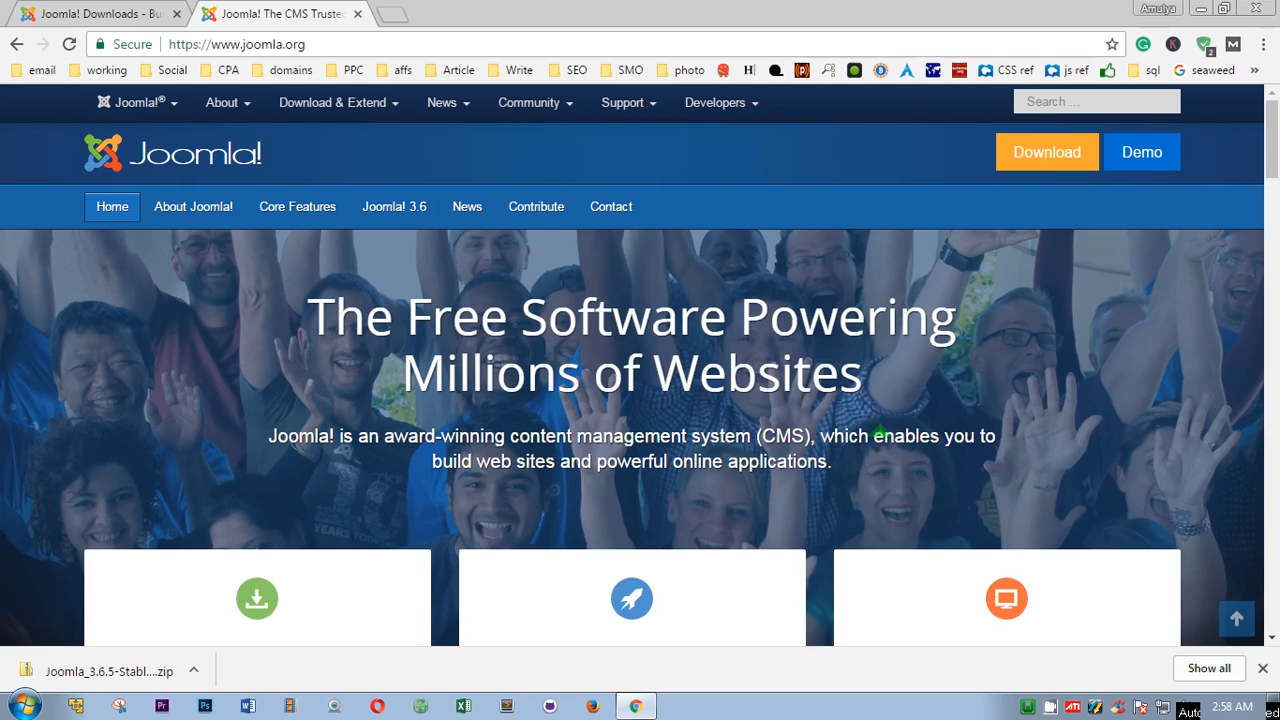 Joomla! Downloads - Bu
Joomla! The CMS Trusted
Amulya
Secure
https://www.joomla.org
2
email
working
Social
CPA
domains
PPC
affs
Article
Write
SEO
SMO
photo
CSS ref
js ref
sql
seaweed
»
Joomla!®
About
Download & Extend
News
Community
Support
Developers
Search ...
Joomla!
Download
Demo
Home
About Joomla!
Core Features
Joomla! 3.6
News
Contribute
Contact
The Free Software Powering
Millions of Websites
Joomla! is an award-winning content management system (CMS), which enables you to
build web sites and powerful online applications.
Joomla_3.6.5-Stabl....zip
Show all
2:58 AM